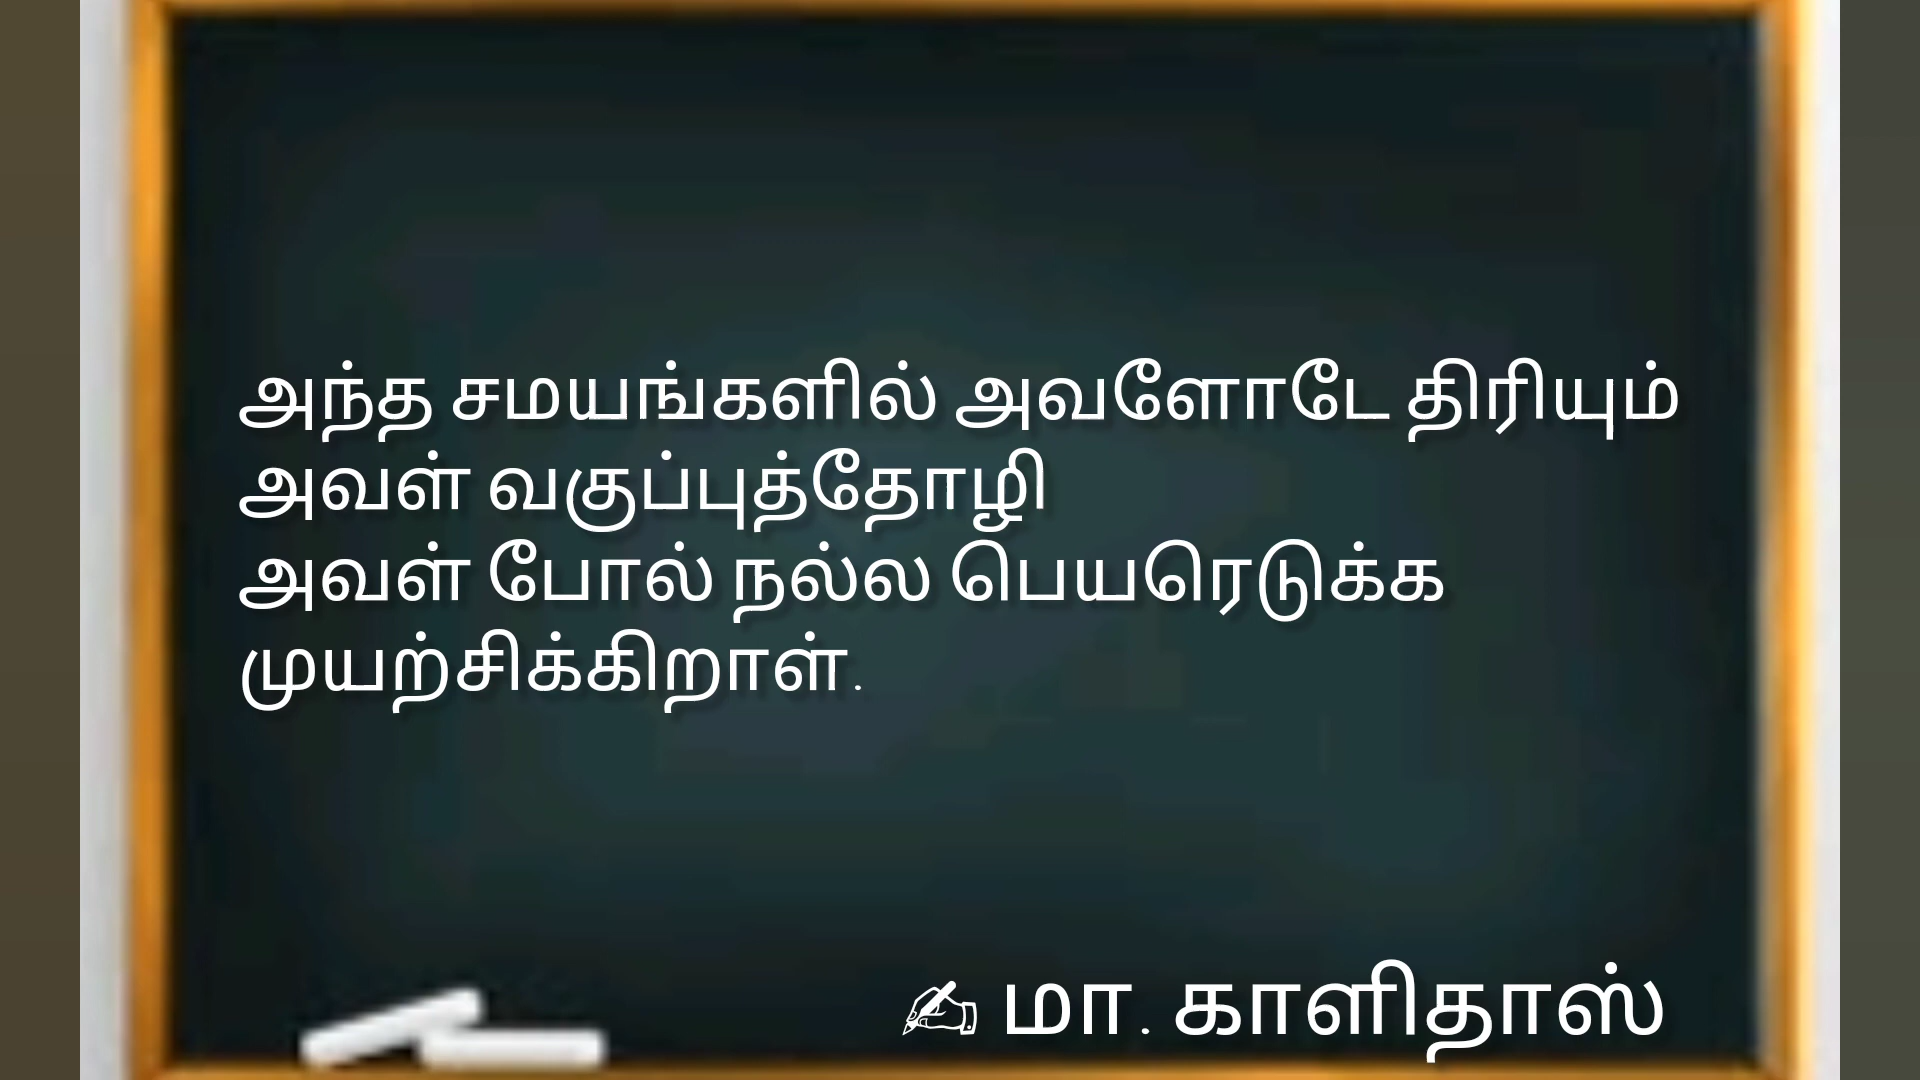 அந்த சமயங்களில் அவளோடே திரியும்
அவள் வகுப்புத்தோழி
அவள் போல் நல்ல பெயரெடுக்க
முயற்சிக்கிறாள்.
✍ மா. காளிதாஸ்